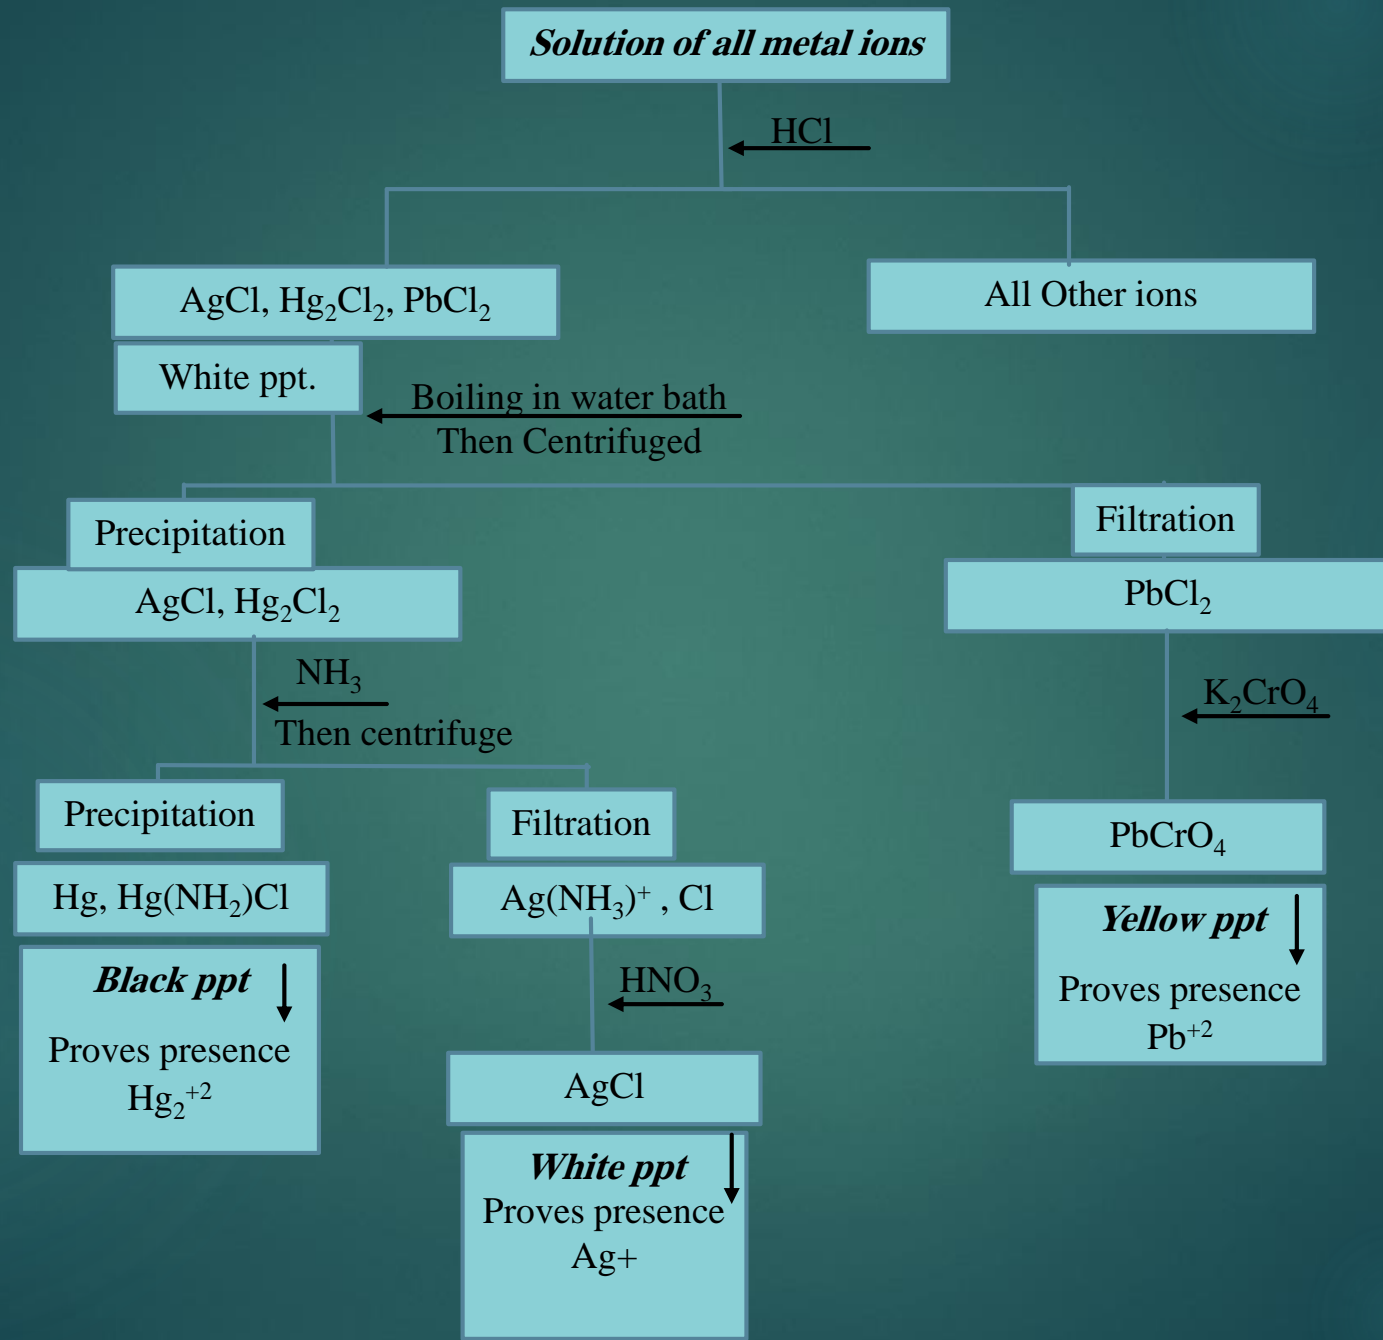 Solution of all metal ions
HCl
AgCl, Hg₂Cl₂, PbCl₂
All Other ions
White ppt.
Boiling in water bath
Then Centrifuged
Precipitation
Filtration
AgCl, Hg₂Cl₂
PbCl₂
NH₃
Then centrifuge
K₂CrO₄
Precipitation
Filtration
PbCrO₄
Hg, Hg(NH₂)Cl
Ag(NH₃)⁺ , Cl
Yellow ppt
Proves presence
Pb⁺²
Black ppt
Proves presence
Hg₂⁺²
HNO₃
AgCl
White ppt
Proves presence
Ag+